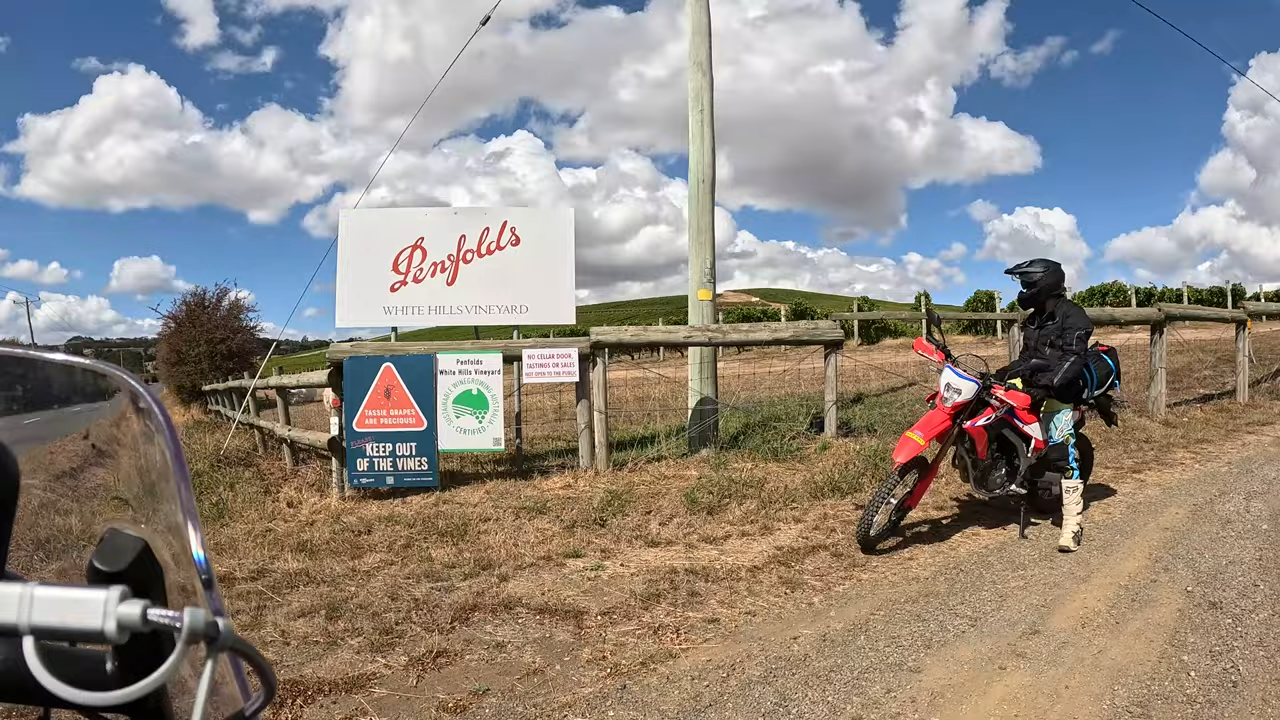 Penfolds
WHITE HILLS VINEYARD
TASSIE GRAPES
ARE PRECIOUS!
PLEASE
KEEP OUT
OF THE VINES
Penfolds
White Hills Vineyard
SUSTAINABLE WINEGROWING AUSTRALIA
CERTIFIED
NO CELLAR DOOR,
TASTINGS OR SALES
NOT OPEN TO THE PUBLIC